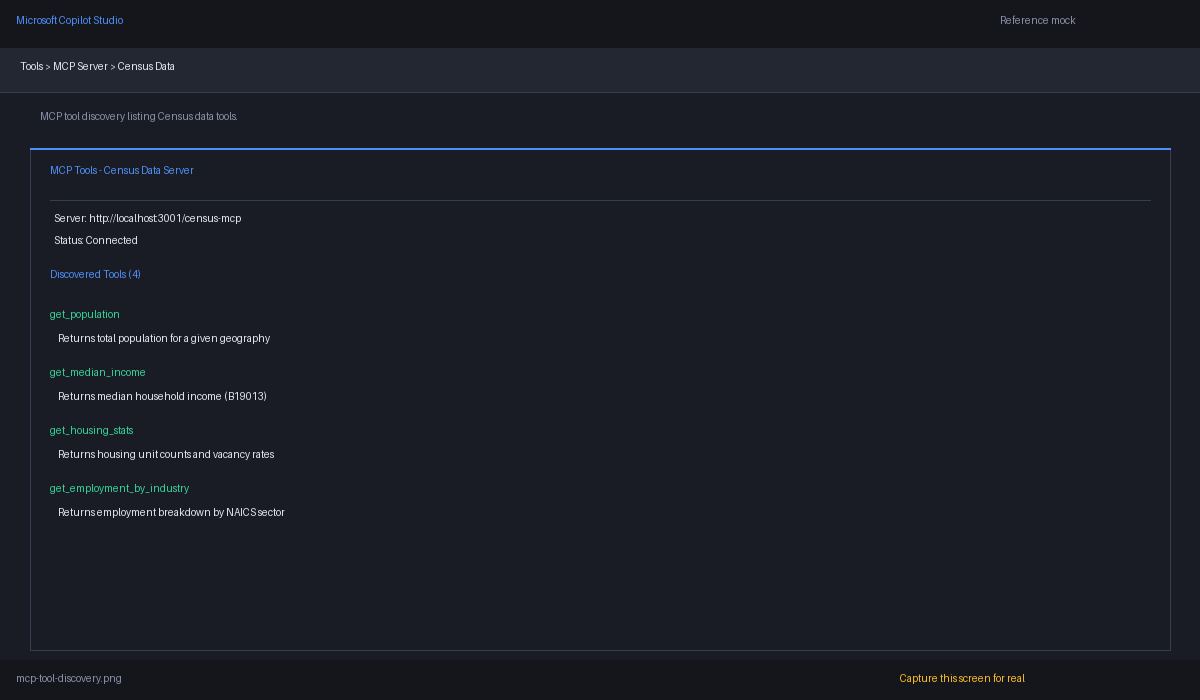 Microsoft Copilot Studio
Reference mock
Tools > MCP Server > Census Data
MCP tool discovery listing Census data tools.
MCP Tools - Census Data Server
Server: http://localhost:3001/census-mcp
Status: Connected
Discovered Tools (4)
get_population
Returns total population for a given geography
get_median_income
Returns median household income (B19013)
get_housing_stats
Returns housing unit counts and vacancy rates
get_employment_by_industry
Returns employment breakdown by NAICS sector
mcp-tool-discovery.png
Capture this screen for real